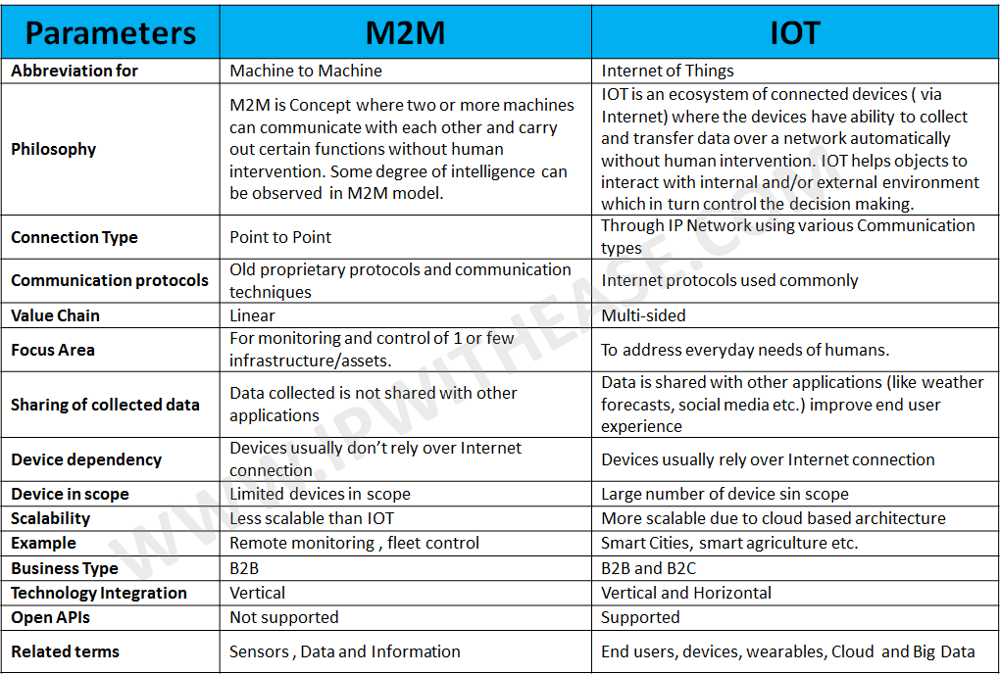 Parameters M2M IOT
Abbreviation for Machine to Machine Internet of Things
Philosophy
M2M is Concept where two or more machines
can communicate with each other and carry
out certain functions without human
intervention. Some degree of intelligence can
be observed in M2M model.
IOT is an ecosystem of connected devices ( via
Internet) where the devices have ability to collect
and transfer data over a network automatically
without human intervention. IOT helps objects to
interact with internal and/or external environment
which in turn control the decision making.
Connection Type
Point to Point
Through IP Network using various Communication
types
Communication protocols
Old proprietary protocols and communication
techniques
Internet protocols used commonly
Value Chain Linear Multi-sided
Focus Area
For monitoring and control of 1 or few
infrastructure/assets.
To address everyday needs of humans.
Sharing of collected data
Data collected is not shared with other
applications
Data is shared with other applications (like weather
forecasts, social media etc.) improve end user
experience
Device dependency
Devices usually don’t rely over Internet
connection
Devices usually rely over Internet connection
Device in scope Limited devices in scope Large number of device sin scope
Scalability Less scalable than IOT More scalable due to cloud based architecture
Example Remote monitoring , fleet control Smart Cities, smart agriculture etc.
Business Type B2B B2B and B2C
Technology Integration Vertical Vertical and Horizontal
Open APIs Not supported Supported
Related terms Sensors , Data and Information End users, devices, wearables, Cloud and Big Data
WWW.IPWITHEASE.COM